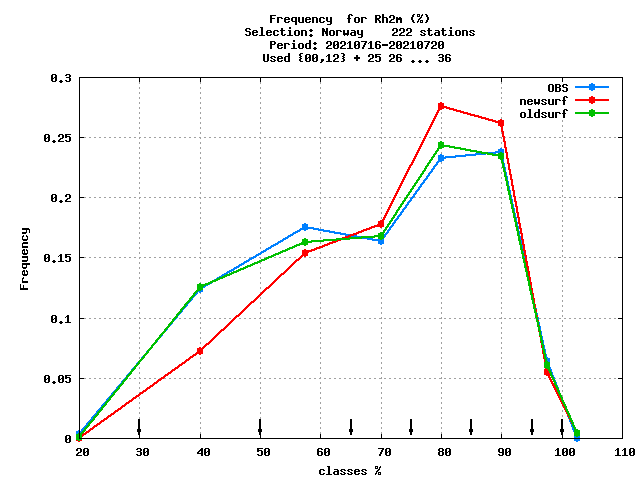 Frequency  for Rh2m (%)
Selection: Norway    222 stations
Period: 20210716-20210720
Used {00,12} + 25 26 ... 36
0.3
0.25
0.2
0.15
0.1
0.05
0
Frequency
OBS
newsurf
oldsurf
20 30 40 50 60 70 80 90 100 110
classes %